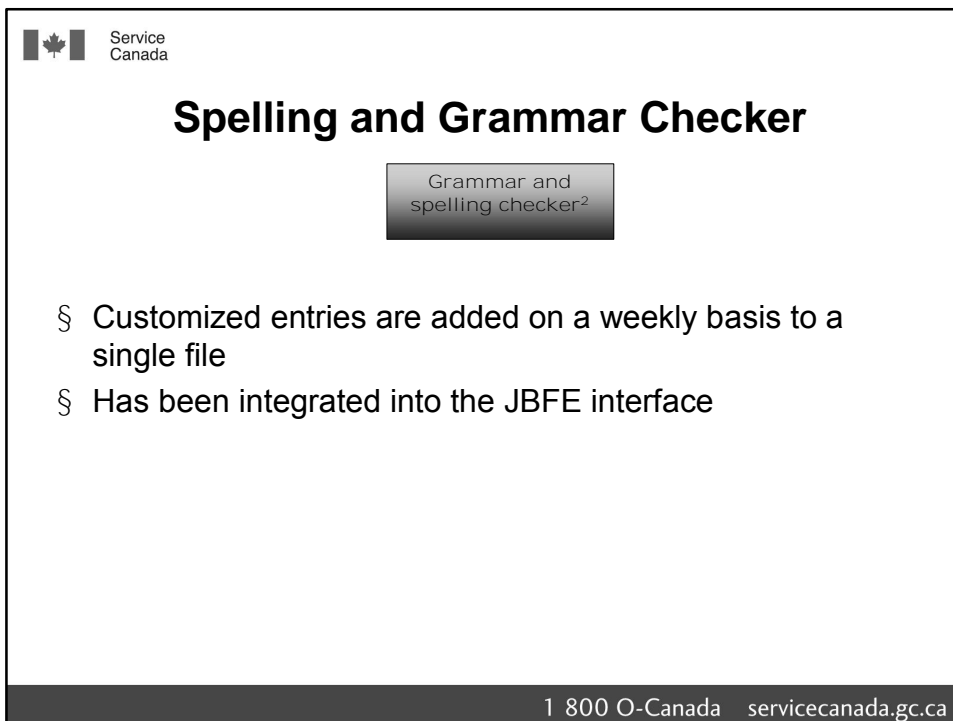 Service
Canada
Spelling and Grammar Checker
Grammar and
spelling checker²
§ Customized entries are added on a weekly basis to a
single file
§ Has been integrated into the JBFE interface
1 800 O-Canada servicecanada.gc.ca